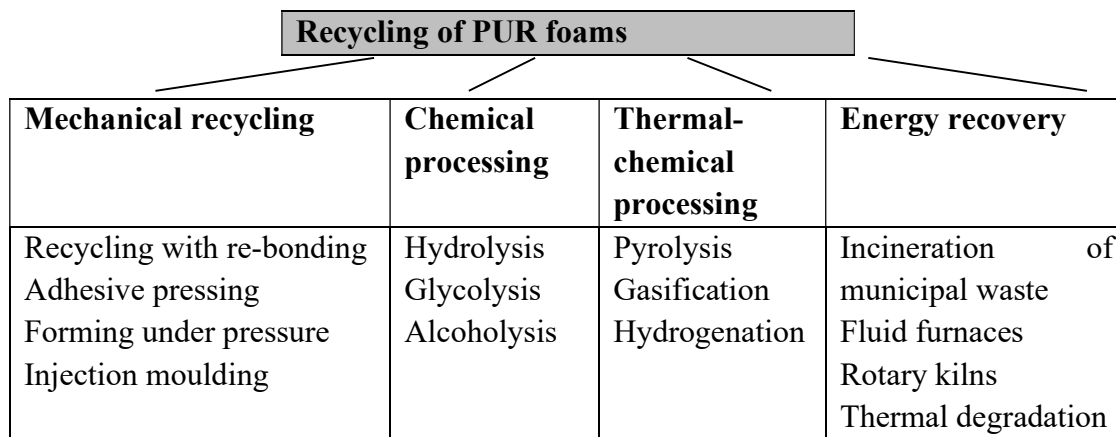 Recycling of PUR foams
Mechanical recycling
Chemical
processing
Thermal-
chemical
processing
Energy recovery
Recycling with re-bonding
Adhesive pressing
Forming under pressure
Injection moulding
Hydrolysis
Glycolysis
Alcoholysis
Pyrolysis
Gasification
Hydrogenation
Incineration of
municipal waste
Fluid furnaces
Rotary kilns
Thermal degradation